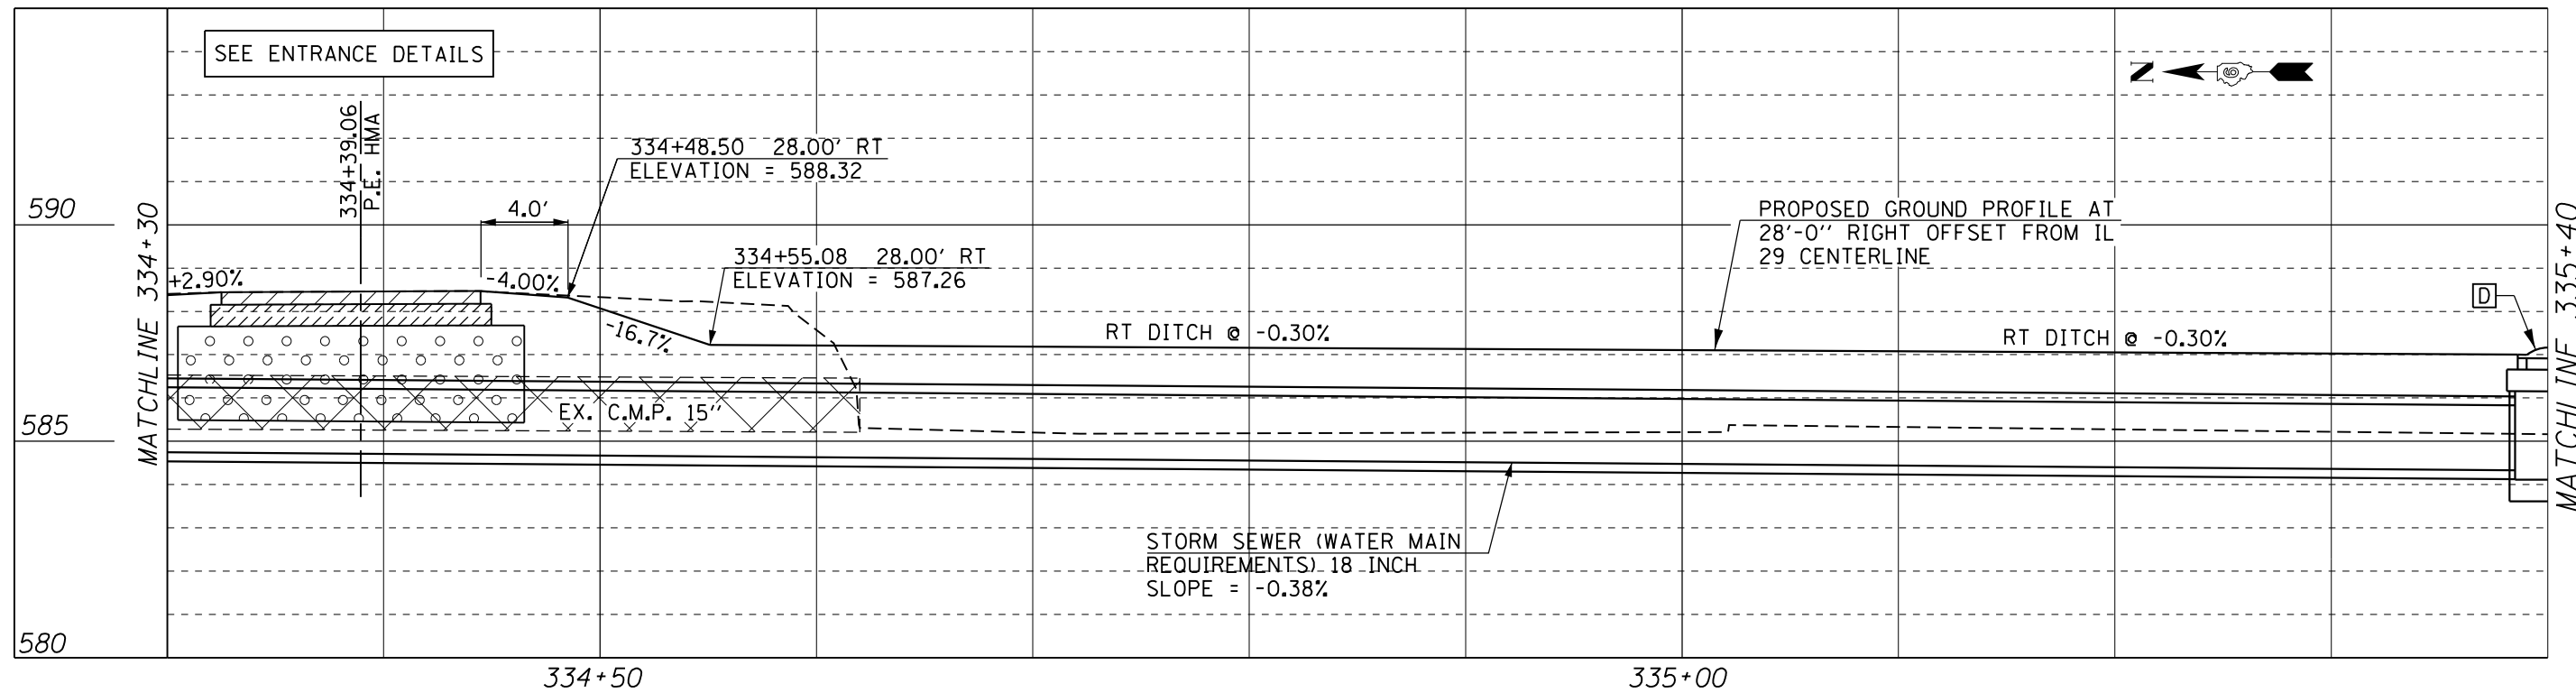 SEE ENTRANCE DETAILS
N
6
334+39.06
P.E. HMA
334+48.50 28.00' RT
ELEVATION = 588.32
590
4.0'
PROPOSED GROUND PROFILE AT
28'-0'' RIGHT OFFSET FROM IL
29 CENTERLINE
334+55.08 28.00' RT
ELEVATION = 587.26
MATCHLINE 334+30
+2.90%
-4.00%
-16.7%
RT DITCH @ -0.30%
RT DITCH @ -0.30%
D
MATCHLINE 335+40
EX. C.M.P. 15''
585
STORM SEWER (WATER MAIN
REQUIREMENTS) 18 INCH
SLOPE = -0.38%
580
334+50
335+00